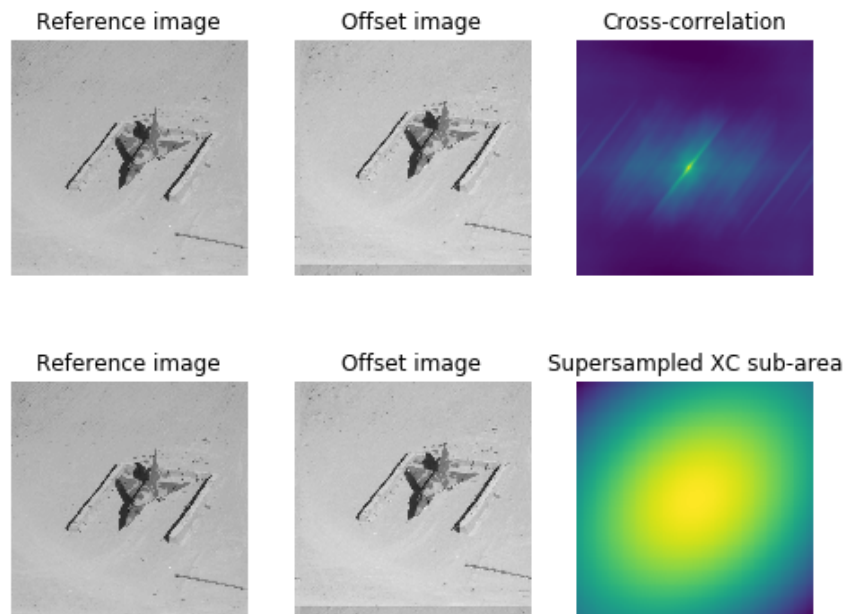 Reference image
Offset image
Cross-correlation
Reference image
Offset image
Supersampled XC sub-area